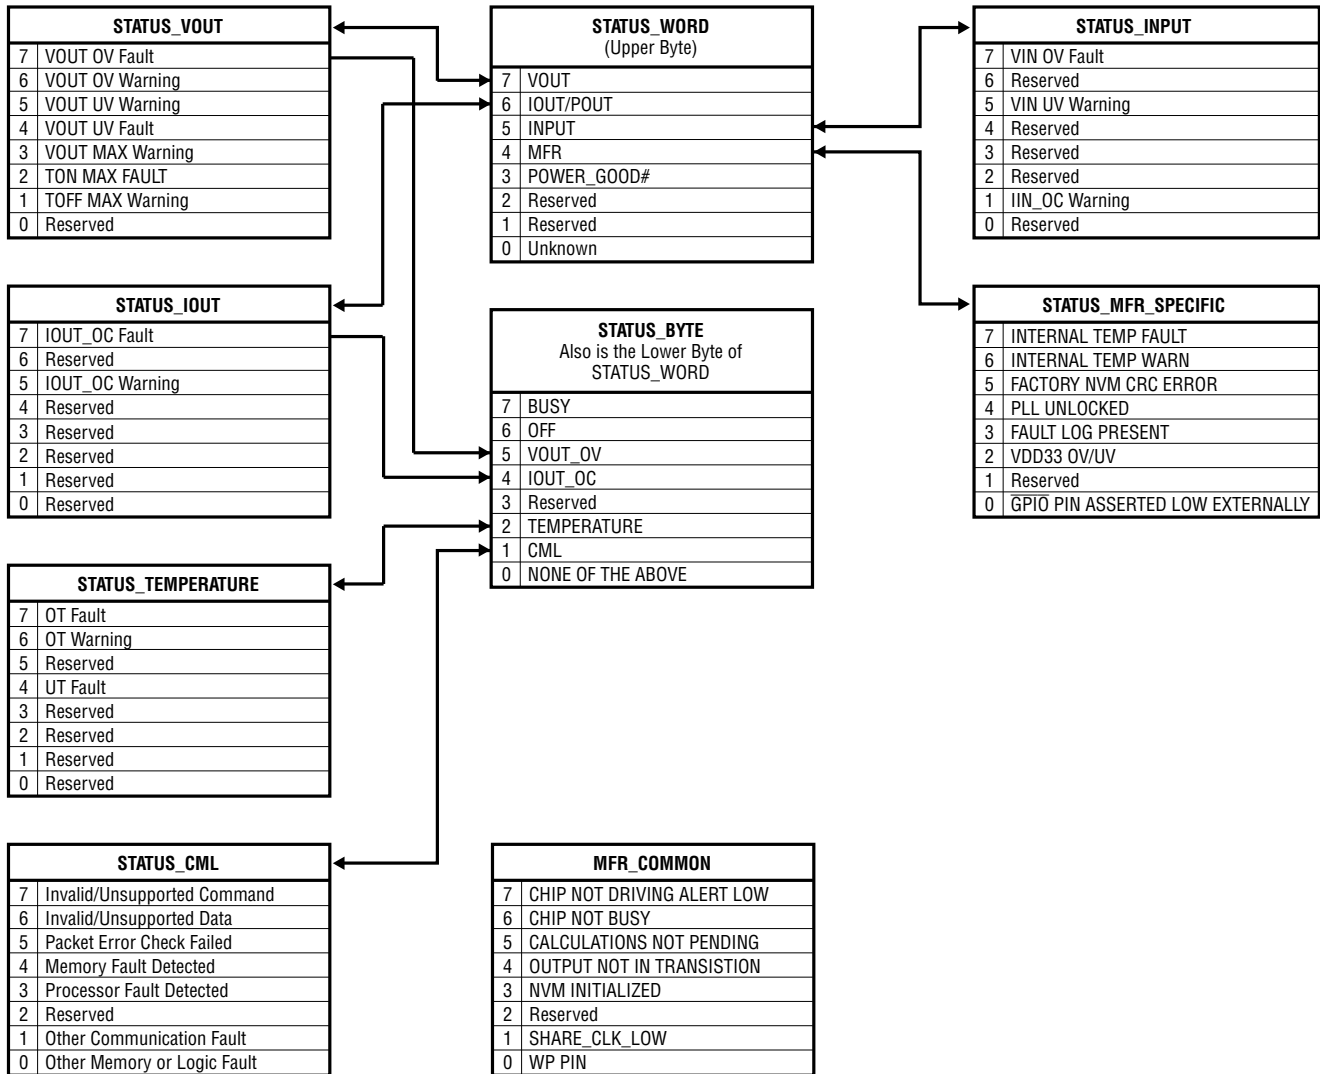 STATUS_VOUT
7 VOUT OV Fault
6 VOUT OV Warning
5 VOUT UV Warning
4 VOUT UV Fault
3 VOUT MAX Warning
2 TON MAX FAULT
1 TOFF MAX Warning
0 Reserved
STATUS_WORD
(Upper Byte)
7 VOUT
6 IOUT/POUT
5 INPUT
4 MFR
3 POWER_GOOD#
2 Reserved
1 Reserved
0 Unknown
STATUS_INPUT
7 VIN OV Fault
6 Reserved
5 VIN UV Warning
4 Reserved
3 Reserved
2 Reserved
1 IIN_OC Warning
0 Reserved
STATUS_IOUT
7 IOUT_OC Fault
6 Reserved
5 IOUT_OC Warning
4 Reserved
3 Reserved
2 Reserved
1 Reserved
0 Reserved
STATUS_BYTE
Also is the Lower Byte of
STATUS_WORD
7 BUSY
6 OFF
5 VOUT_OV
4 IOUT_OC
3 Reserved
2 TEMPERATURE
1 CML
0 NONE OF THE ABOVE
STATUS_MFR_SPECIFIC
7 INTERNAL TEMP FAULT
6 INTERNAL TEMP WARN
5 FACTORY NVM CRC ERROR
4 PLL UNLOCKED
3 FAULT LOG PRESENT
2 VDD33 OV/UV
1 Reserved
0 GPIO PIN ASSERTED LOW EXTERNALLY
STATUS_TEMPERATURE
7 OT Fault
6 OT Warning
5 Reserved
4 UT Fault
3 Reserved
2 Reserved
1 Reserved
0 Reserved
STATUS_CML
7 Invalid/Unsupported Command
6 Invalid/Unsupported Data
5 Packet Error Check Failed
4 Memory Fault Detected
3 Processor Fault Detected
2 Reserved
1 Other Communication Fault
0 Other Memory or Logic Fault
MFR_COMMON
7 CHIP NOT DRIVING ALERT LOW
6 CHIP NOT BUSY
5 CALCULATIONS NOT PENDING
4 OUTPUT NOT IN TRANSISTION
3 NVM INITIALIZED
2 Reserved
1 SHARE_CLK_LOW
0 WP PIN